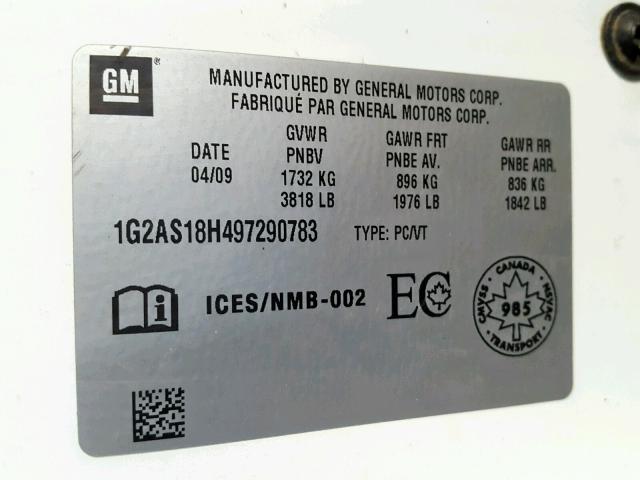 GM
MANUFACTURED BY GENERAL MOTORS CORP.
FABRIQUÉ PAR GENERAL MOTORS CORP.
DATE
04/09
GVWR
PNBV
1732 KG
3818 LB
GAWR FRT
PNBE AV.
896 KG
1976 LB
GAWR RR
PNBE ARR.
836 KG
1842 LB
1G2AS18H497290783 TYPE: PC/VT
i ICES/NMB-002 EC
CANADA
CMVSS 985 NSVAC
TRANSPORT